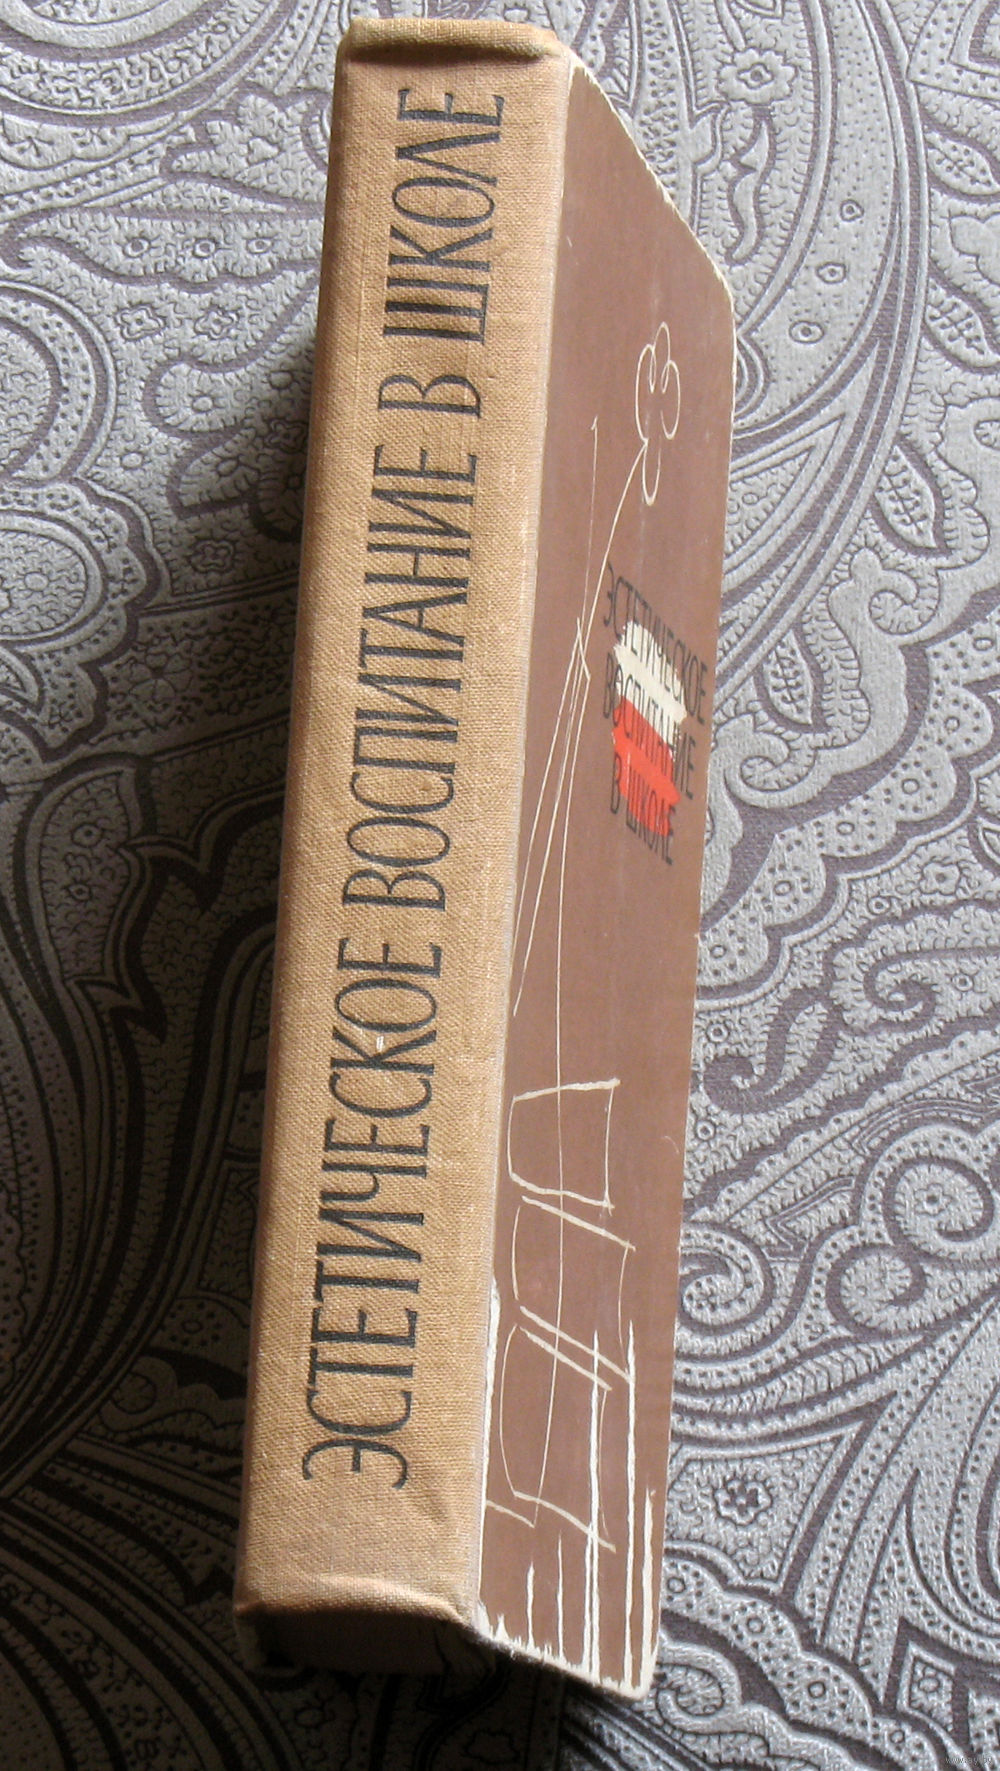 ЭСТЕТИЧЕСКОЕ ВОСПИТАНИЕ В ШКОЛЕ
ЭСТЕТИЧЕСКОЕ
ВОСПИТАНИЕ
В ШКОЛЕ